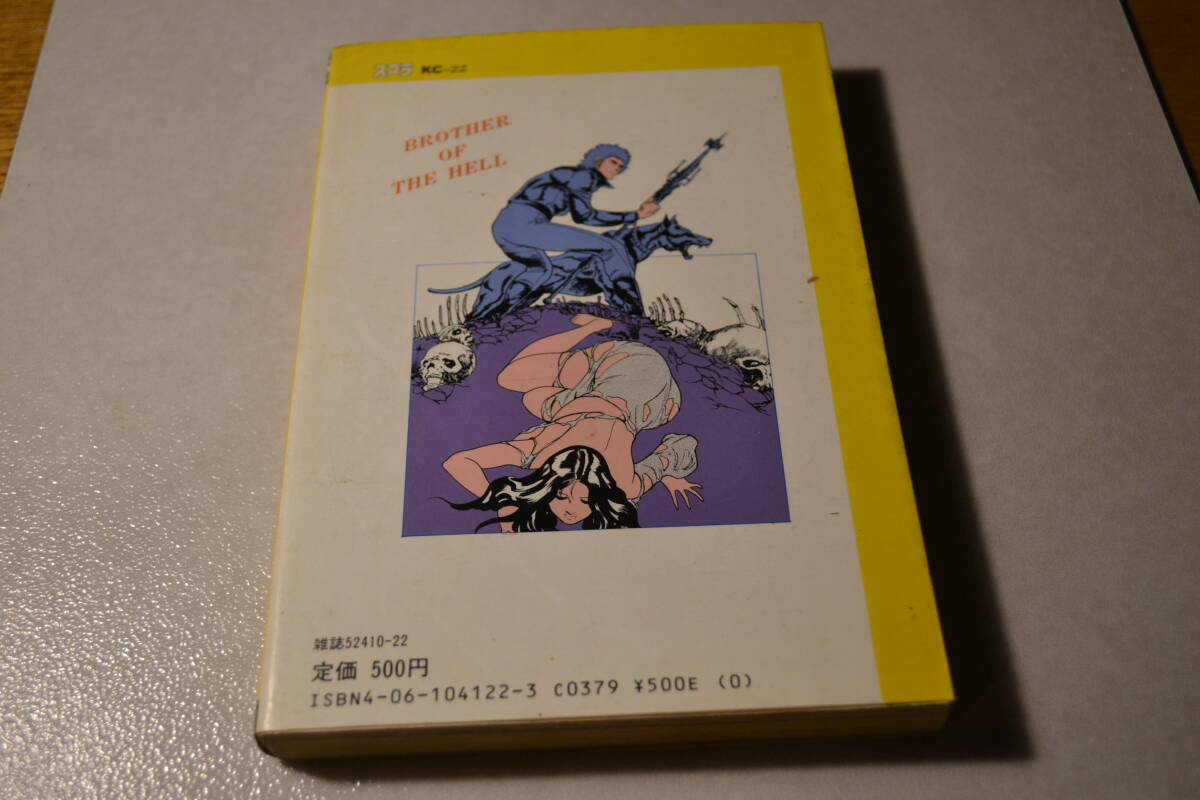 スコラ KC-22
BROTHER
OF
THE HELL
雑誌52410-22
定価 500円
ISBN4-06-104122-3 C0379 ¥500E (0)